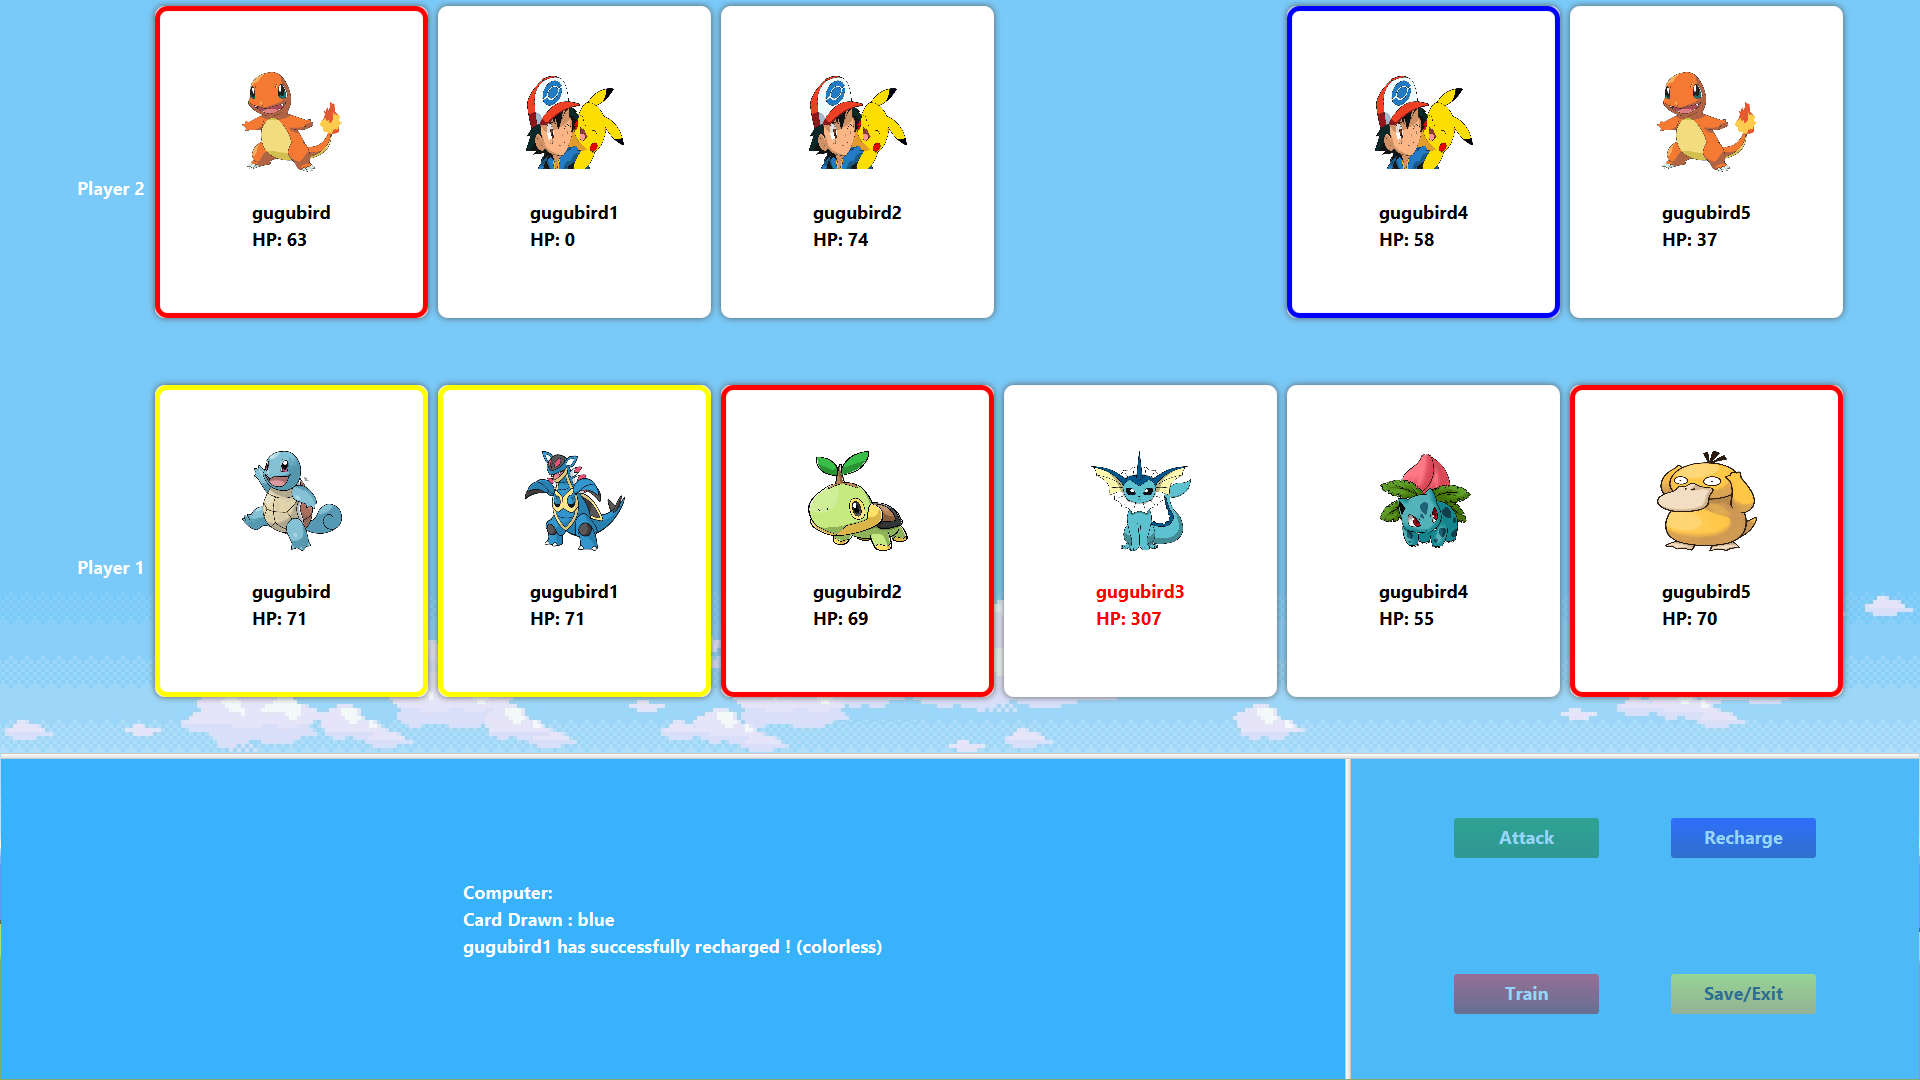 Player 2
gugubird
HP: 63
gugubird1
HP: 0
gugubird2
HP: 74
gugubird4
HP: 58
gugubird5
HP: 37
Player 1
gugubird
HP: 71
gugubird1
HP: 71
gugubird2
HP: 69
gugubird3
HP: 307
gugubird4
HP: 55
gugubird5
HP: 70
Computer:
Card Drawn : blue
gugubird1 has successfully recharged ! (colorless)
Attack
Recharge
Train
Save/Exit